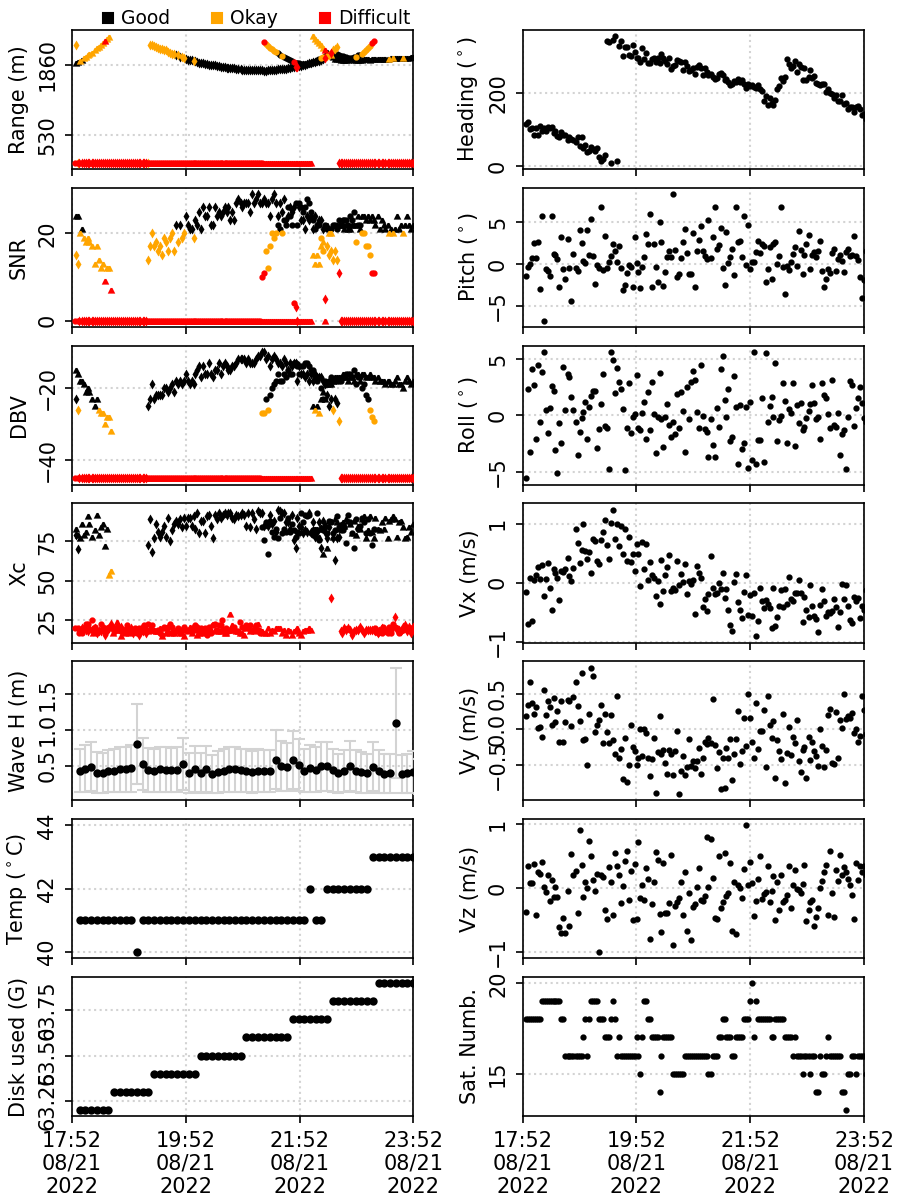 Good Okay Difficult
Range (m)
1860
530
Heading (°)
200
0
SNR
20
0
Pitch (°)
5
0
−5
DBV
−20
−40
Roll (°)
5
0
−5
Xc
75
50
25
Vx (m/s)
1
0
−1
Wave H (m)
1.5
1.0
0.5
Vy (m/s)
0.5
0.0
−0.5
Temp (°C)
44
42
40
Vz (m/s)
1
0
−1
Disk used (G)
63.75
63.50
63.25
Sat. Numb.
20
15
17:52 19:52 21:52 23:52 17:52 19:52 21:52 23:52
08/21 08/21 08/21 08/21 08/21 08/21 08/21 08/21
2022 2022 2022 2022 2022 2022 2022 2022